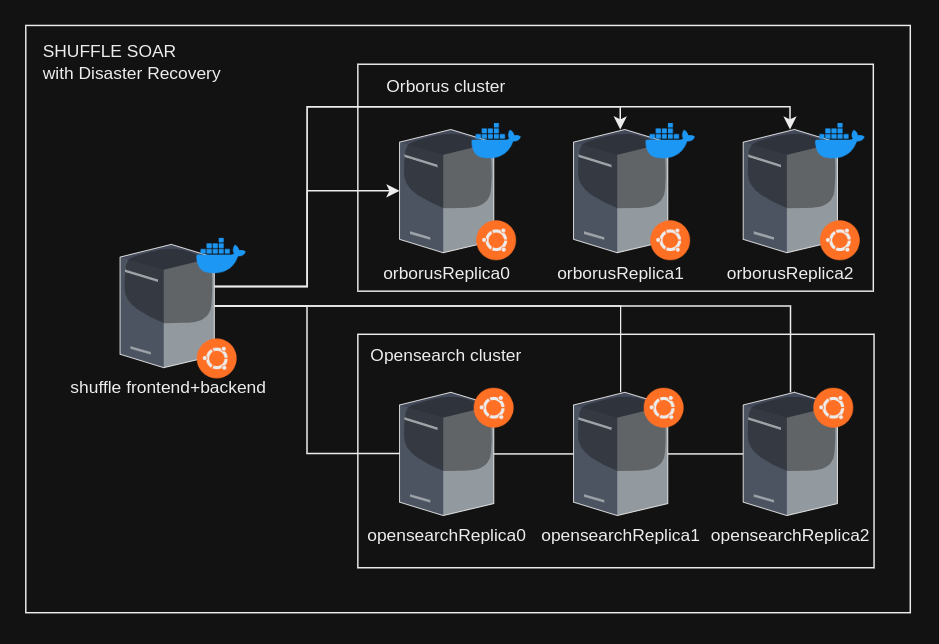 SHUFFLE SOAR
with Disaster Recovery
Orborus cluster
orborusReplica0
orborusReplica1
orborusReplica2
shuffle frontend+backend
Opensearch cluster
opensearchReplica0
opensearchReplica1
opensearchReplica2